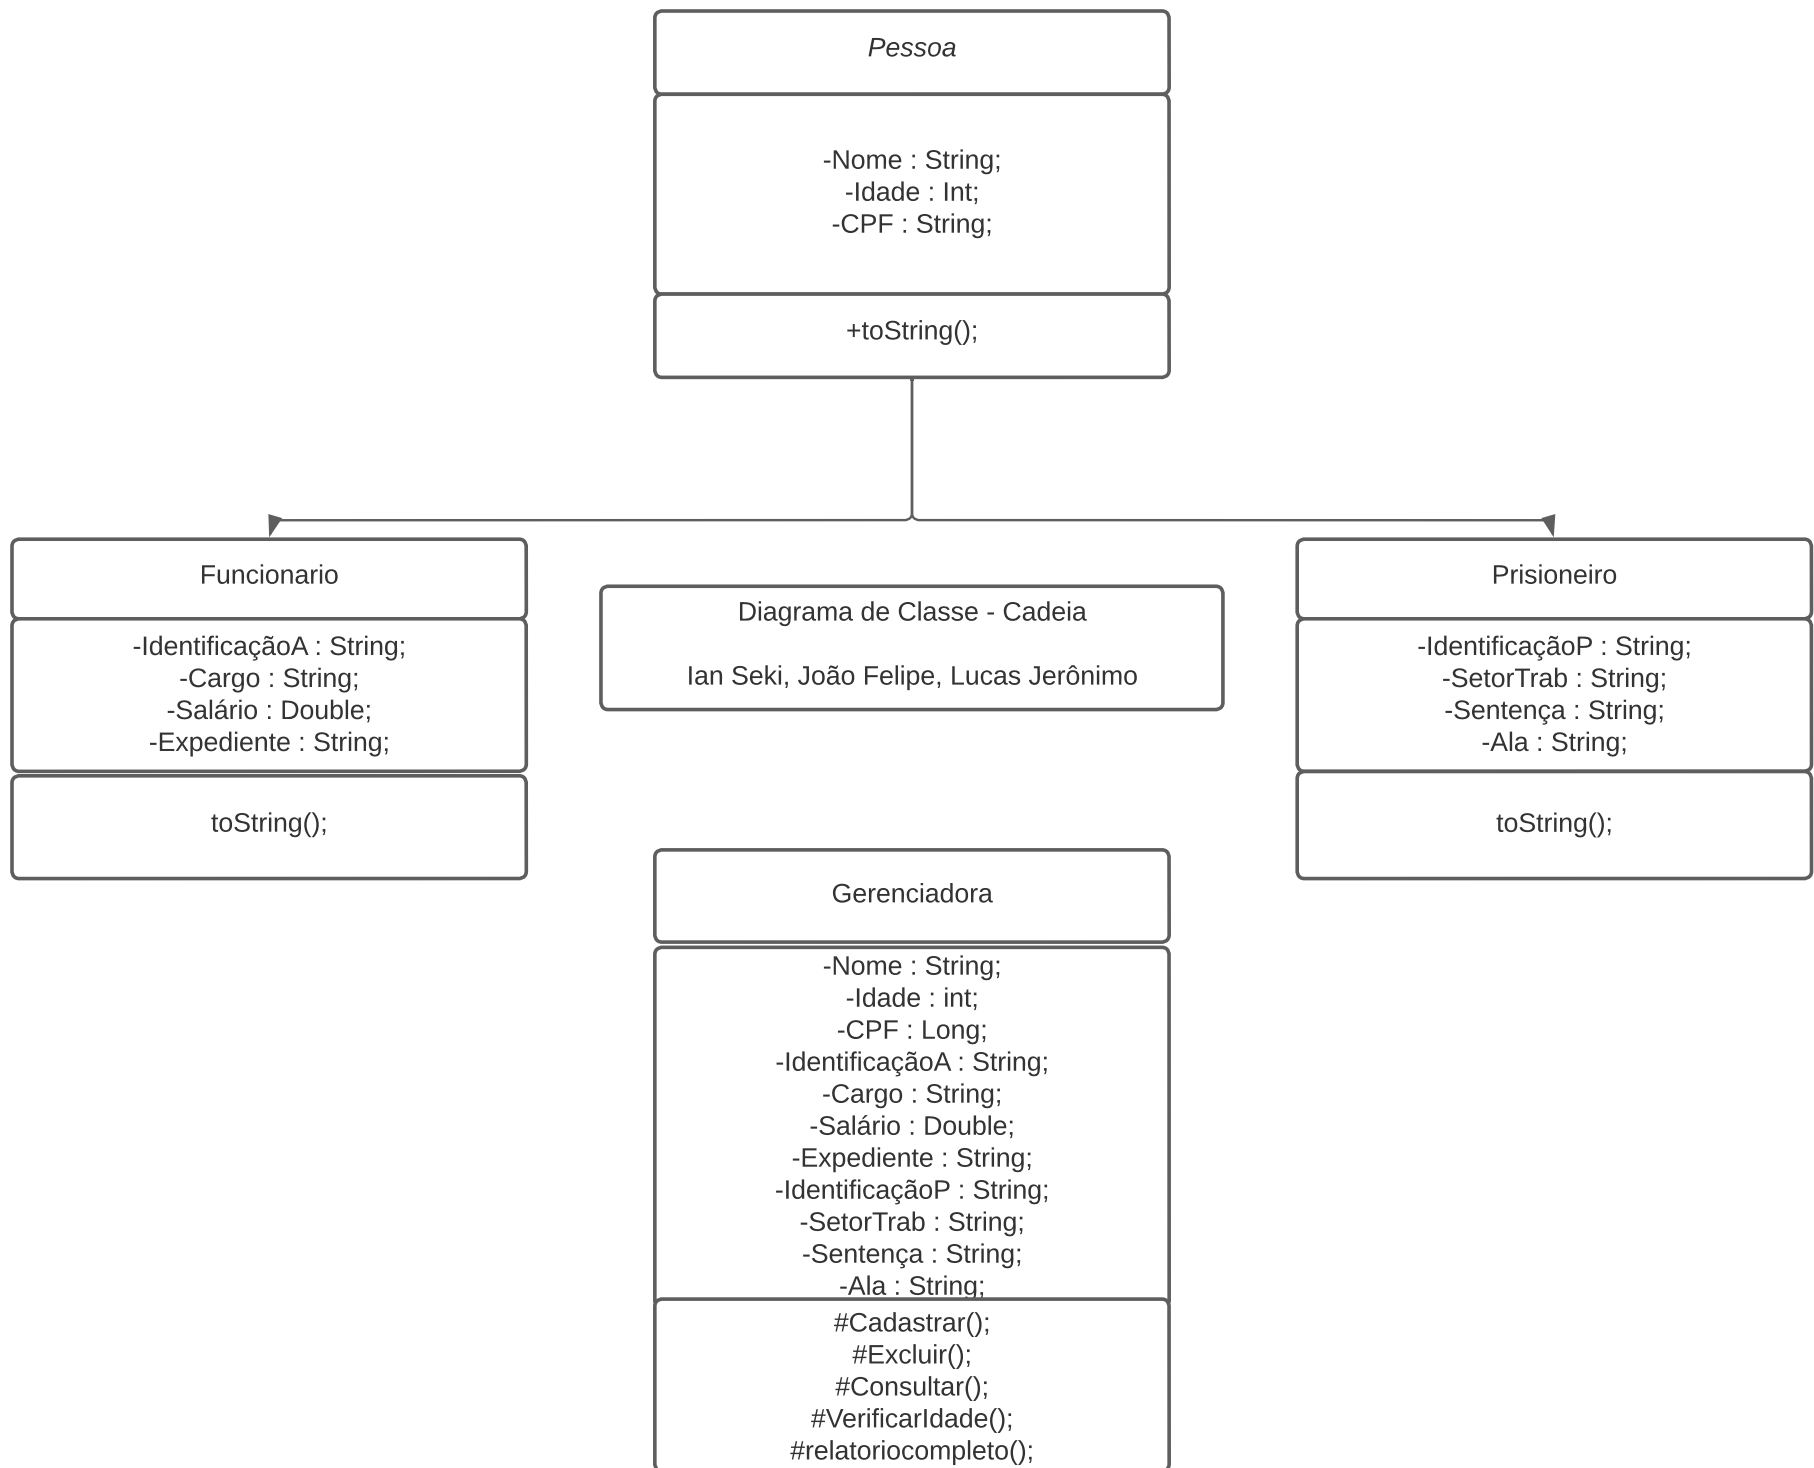 Pessoa
-Nome : String;
-Idade : Int;
-CPF : String;
+toString();
Funcionario
-IdentificaçãoA : String;
-Cargo : String;
-Salário : Double;
-Expediente : String;
toString();
Diagrama de Classe - Cadeia
Ian Seki, João Felipe, Lucas Jerônimo
Prisioneiro
-IdentificaçãoP : String;
-SetorTrab : String;
-Sentença : String;
-Ala : String;
toString();
Gerenciadora
-Nome : String;
-Idade : int;
-CPF : Long;
-IdentificaçãoA : String;
-Cargo : String;
-Salário : Double;
-Expediente : String;
-IdentificaçãoP : String;
-SetorTrab : String;
-Sentença : String;
-Ala : String;
#Cadastrar();
#Excluir();
#Consultar();
#VerificarIdade();
#relatoriocompleto();